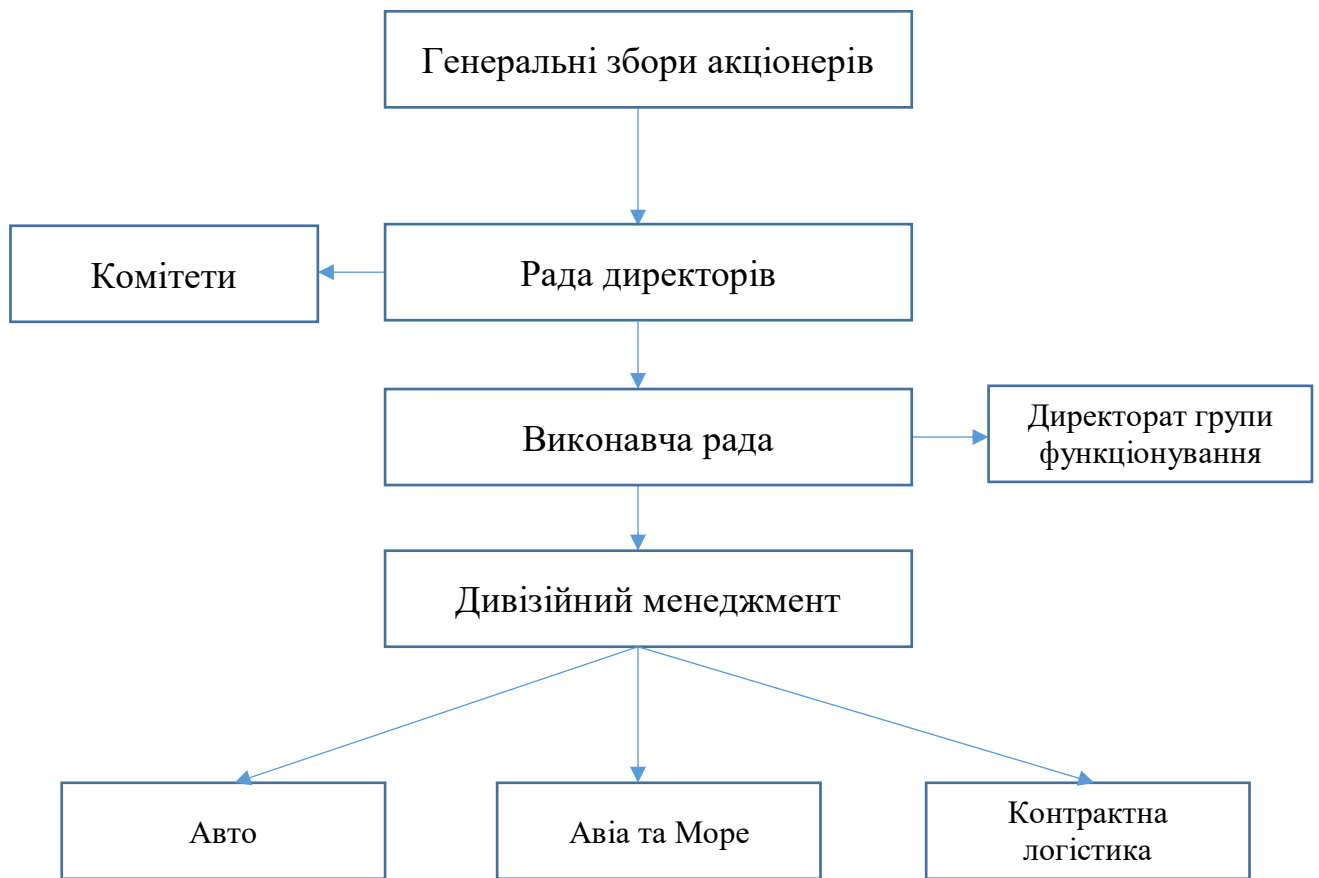 Генеральні збори акціонерів
Комітети
Рада директорів
Виконавча рада
Директорат групи
функціонування
Дивізійний менеджмент
Авто
Авіа та Море
Контрактна
логістика